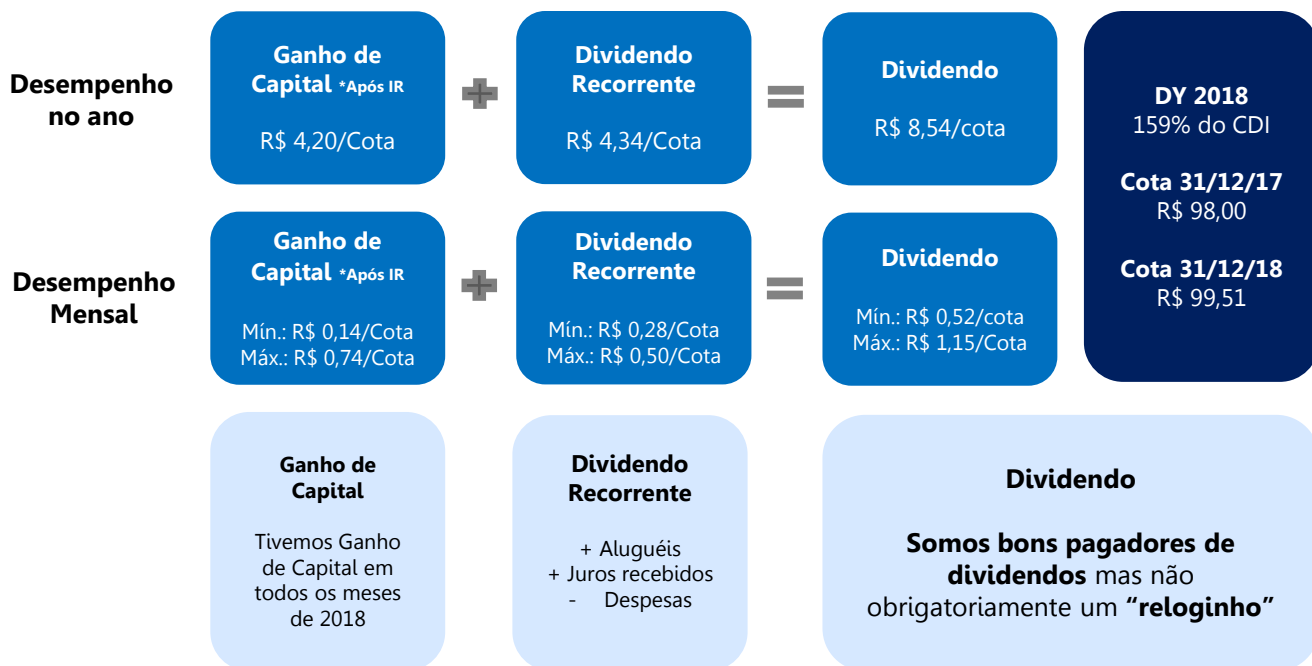 Desempenho
no ano
Ganho de
Capital *Após IR
R$ 4,20/Cota
+
Dividendo
Recorrente
R$ 4,34/Cota
=
Dividendo
R$ 8,54/cota
DY 2018
159% do CDI
Cota 31/12/17
R$ 98,00
Cota 31/12/18
R$ 99,51
Desempenho
Mensal
Ganho de
Capital *Após IR
Mín.: R$ 0,14/Cota
Máx.: R$ 0,74/Cota
+
Dividendo
Recorrente
Mín.: R$ 0,28/Cota
Máx.: R$ 0,50/Cota
=
Dividendo
Mín.: R$ 0,52/cota
Máx.: R$ 1,15/Cota
Ganho de
Capital
Tivemos Ganho
de Capital em
todos os meses
de 2018
Dividendo
Recorrente
+ Aluguéis
+ Juros recebidos
- Despesas
Dividendo
Somos bons pagadores de
dividendos mas não
obrigatoriamente um “reloginho”